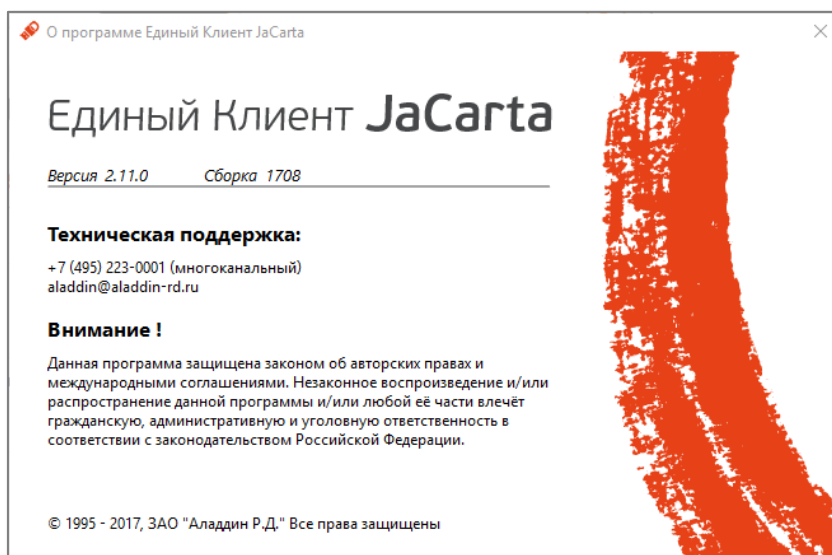 О программе Единый Клиент JaCarta
Единый Клиент JaCarta
Версия 2.11.0 Сборка 1708
Техническая поддержка:
+7 (495) 223-0001 (многоканальный)
aladdin@aladdin-rd.ru
Внимание !
Данная программа защищена законом об авторских правах и
международными соглашениями. Незаконное воспроизведение и/или
распространение данной программы и/или любой её части влечёт
гражданскую, административную и уголовную ответственность в
соответствии с законодательством Российской Федерации.
© 1995 - 2017, ЗАО "Аладдин Р.Д." Все права защищены